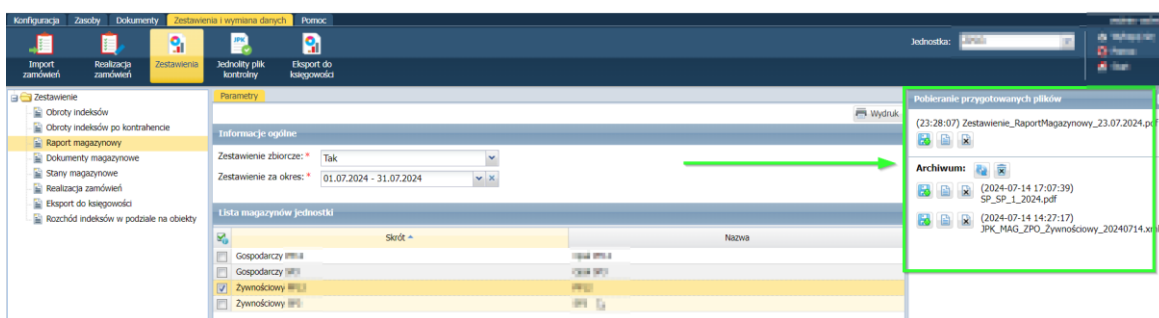 Konfiguracja Zasoby Dokumenty Zestawienia i wymiana danych Pomoc
Import zamówień
Realizacja zamówień
Zestawienia
JPK
Jednolity plik kontrolny
Eksport do księgowości
Jednostka:
Zestawienie
Obroty indeksów
Obroty indeksów po kontrahencie
Raport magazynowy
Dokumenty magazynowe
Stany magazynowe
Realizacja zamówień
Eksport do księgowości
Rozchód indeksów w podziale na obiekty
Parametry
Wydruk
Informacje ogólne
Zestawienie zbiorcze: * Tak
Zestawienie za okres: * 01.07.2024 - 31.07.2024
Lista magazynów jednostki
Skrót Nazwa
Gospodarczy
Gospodarczy
Żywnościowy
Żywnościowy
Pobieranie przygotowanych plików
(23:28:07) Zestawienie_RaportMagazynowy_23.07.2024.pdf
Archiwum:
(2024-07-14 17:07:39)
SP_SP_1_2024.pdf
(2024-07-14 14:27:17)
JPK_MAG_ZPO_Żywnościowy_20240714.xml